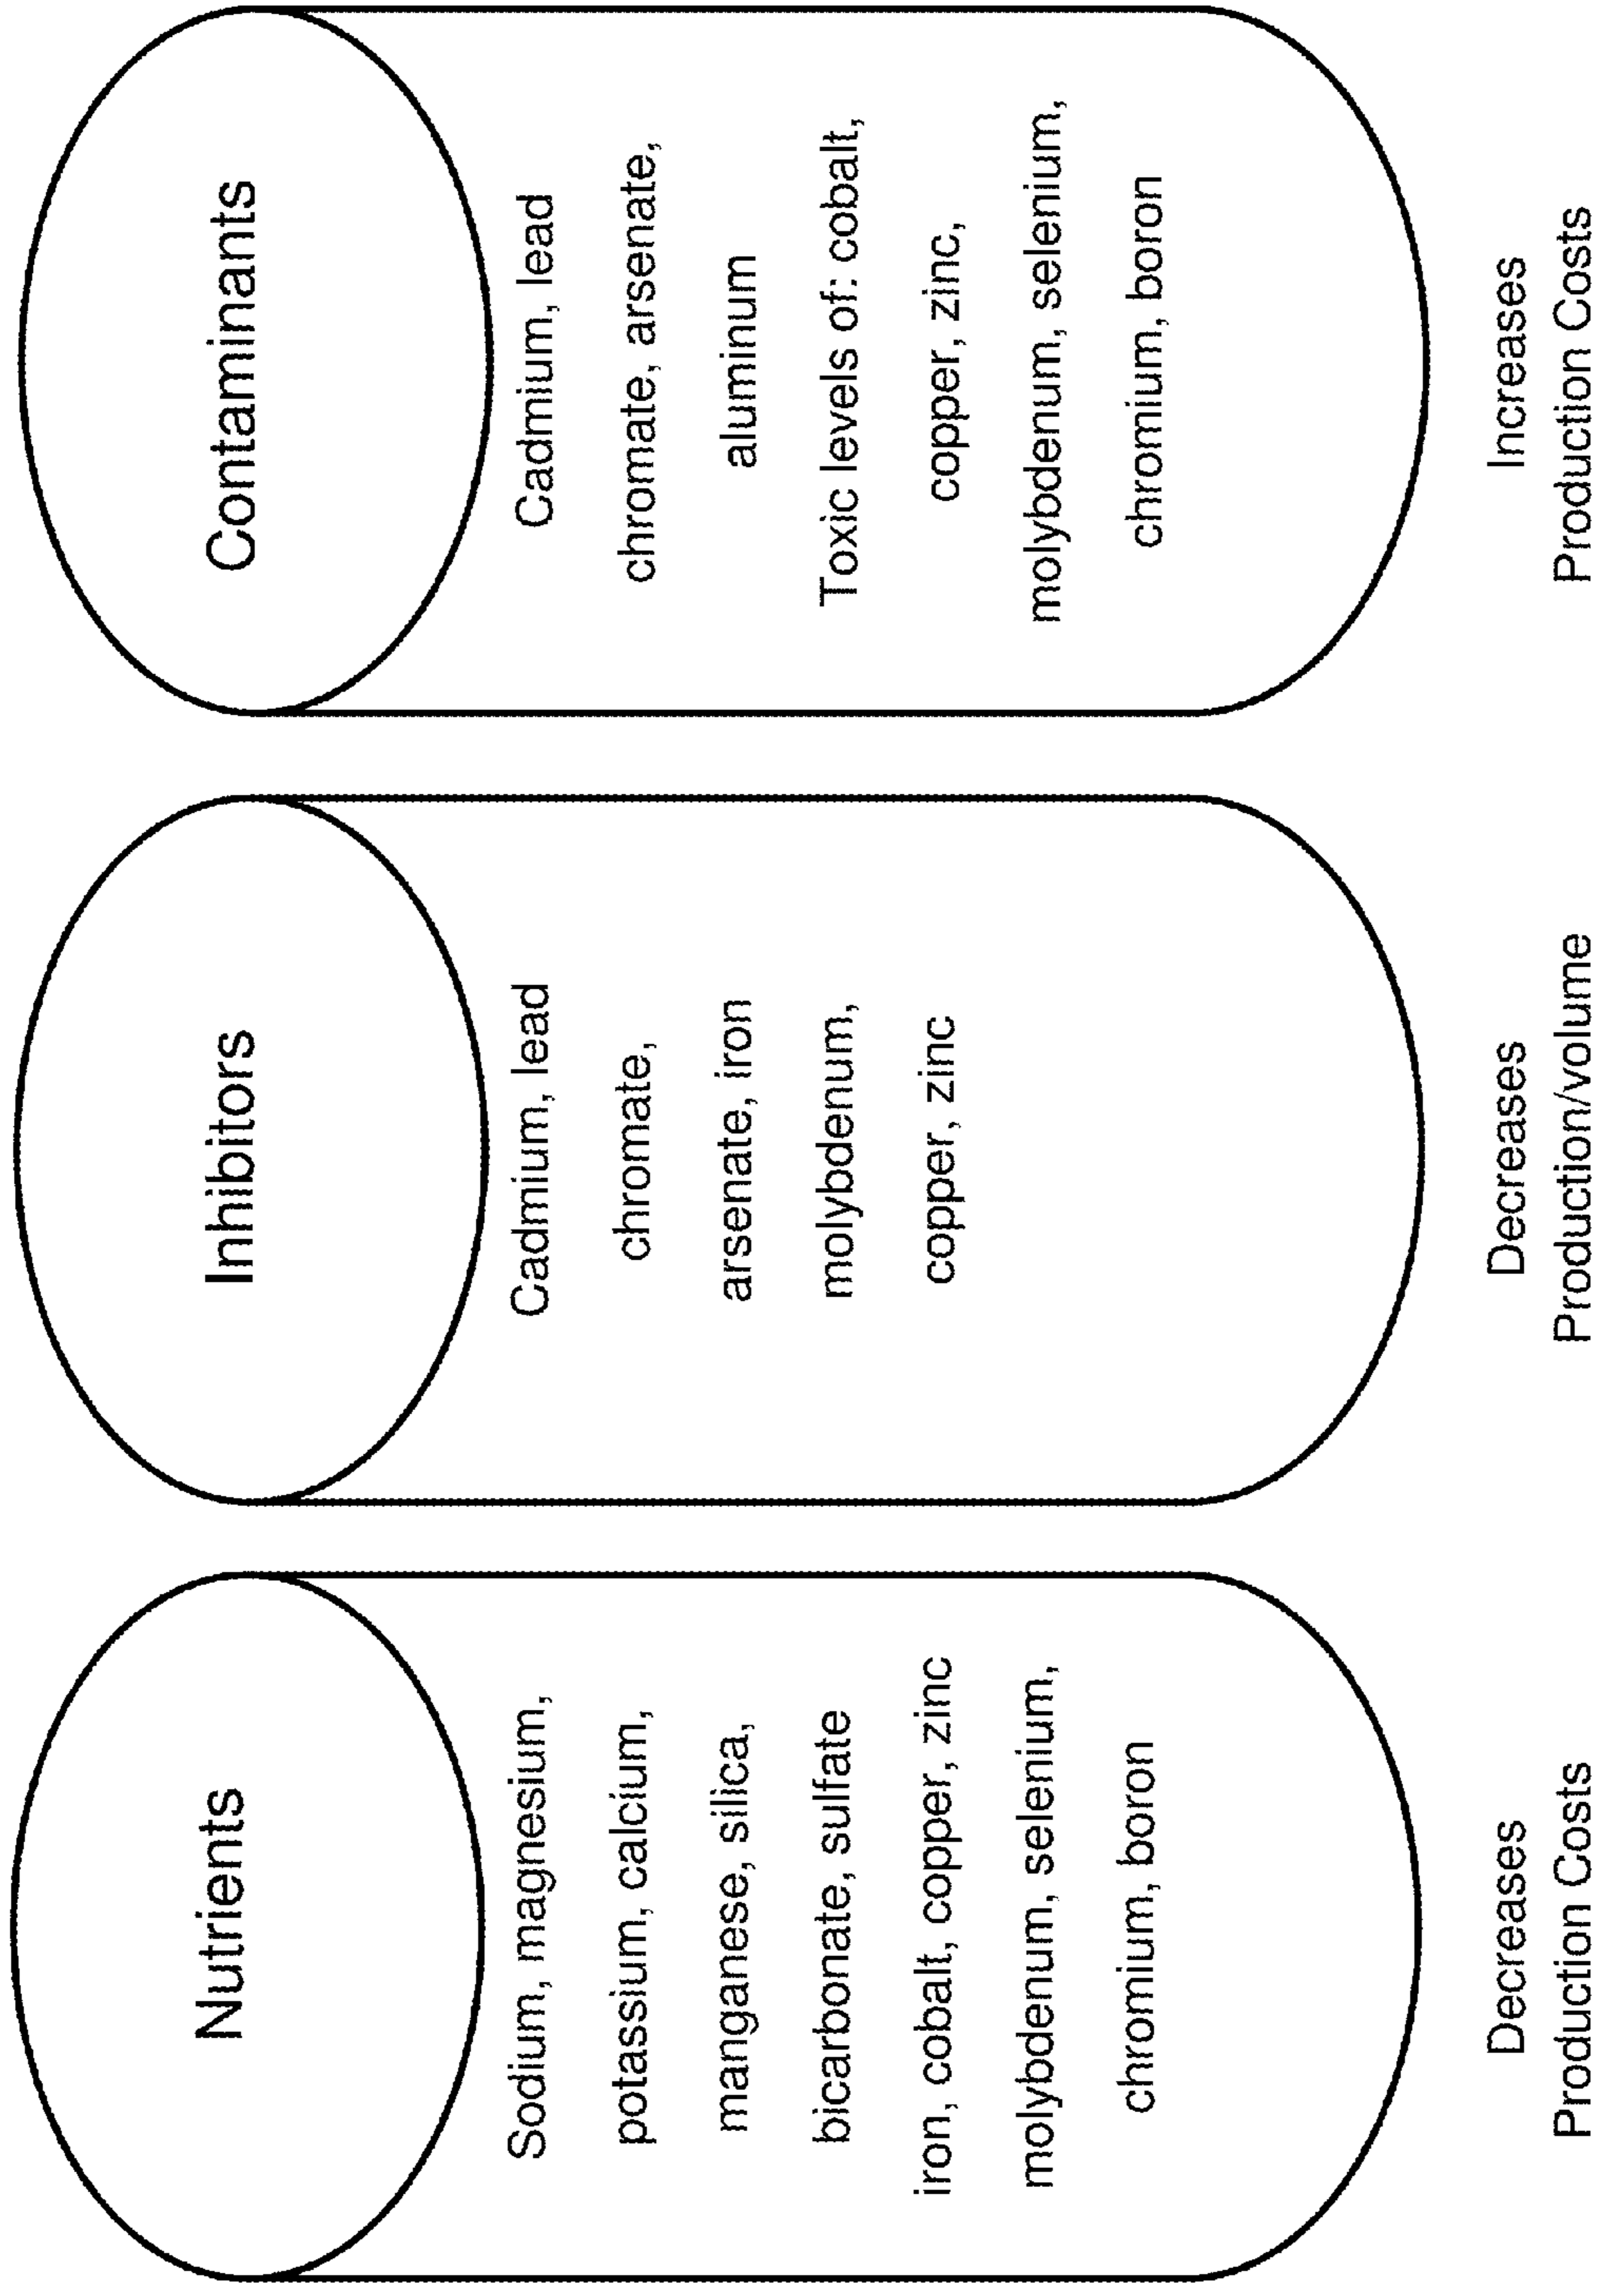 Nutrients
Sodium, magnesium,
potassium, calcium,
manganese, silica,
bicarbonate, sulfate
iron, cobalt, copper, zinc
molybdenum, selenium,
chromium, boron
Decreases
Production Costs
Inhibitors
Cadmium, lead
chromate,
arsenate, iron
molybdenum,
copper, zinc
Decreases
Production/volume
Contaminants
Cadmium, lead
chromate, arsenate,
aluminum
Toxic levels of: cobalt,
copper, zinc,
molybdenum, selenium,
chromium, boron
Increases
Production Costs